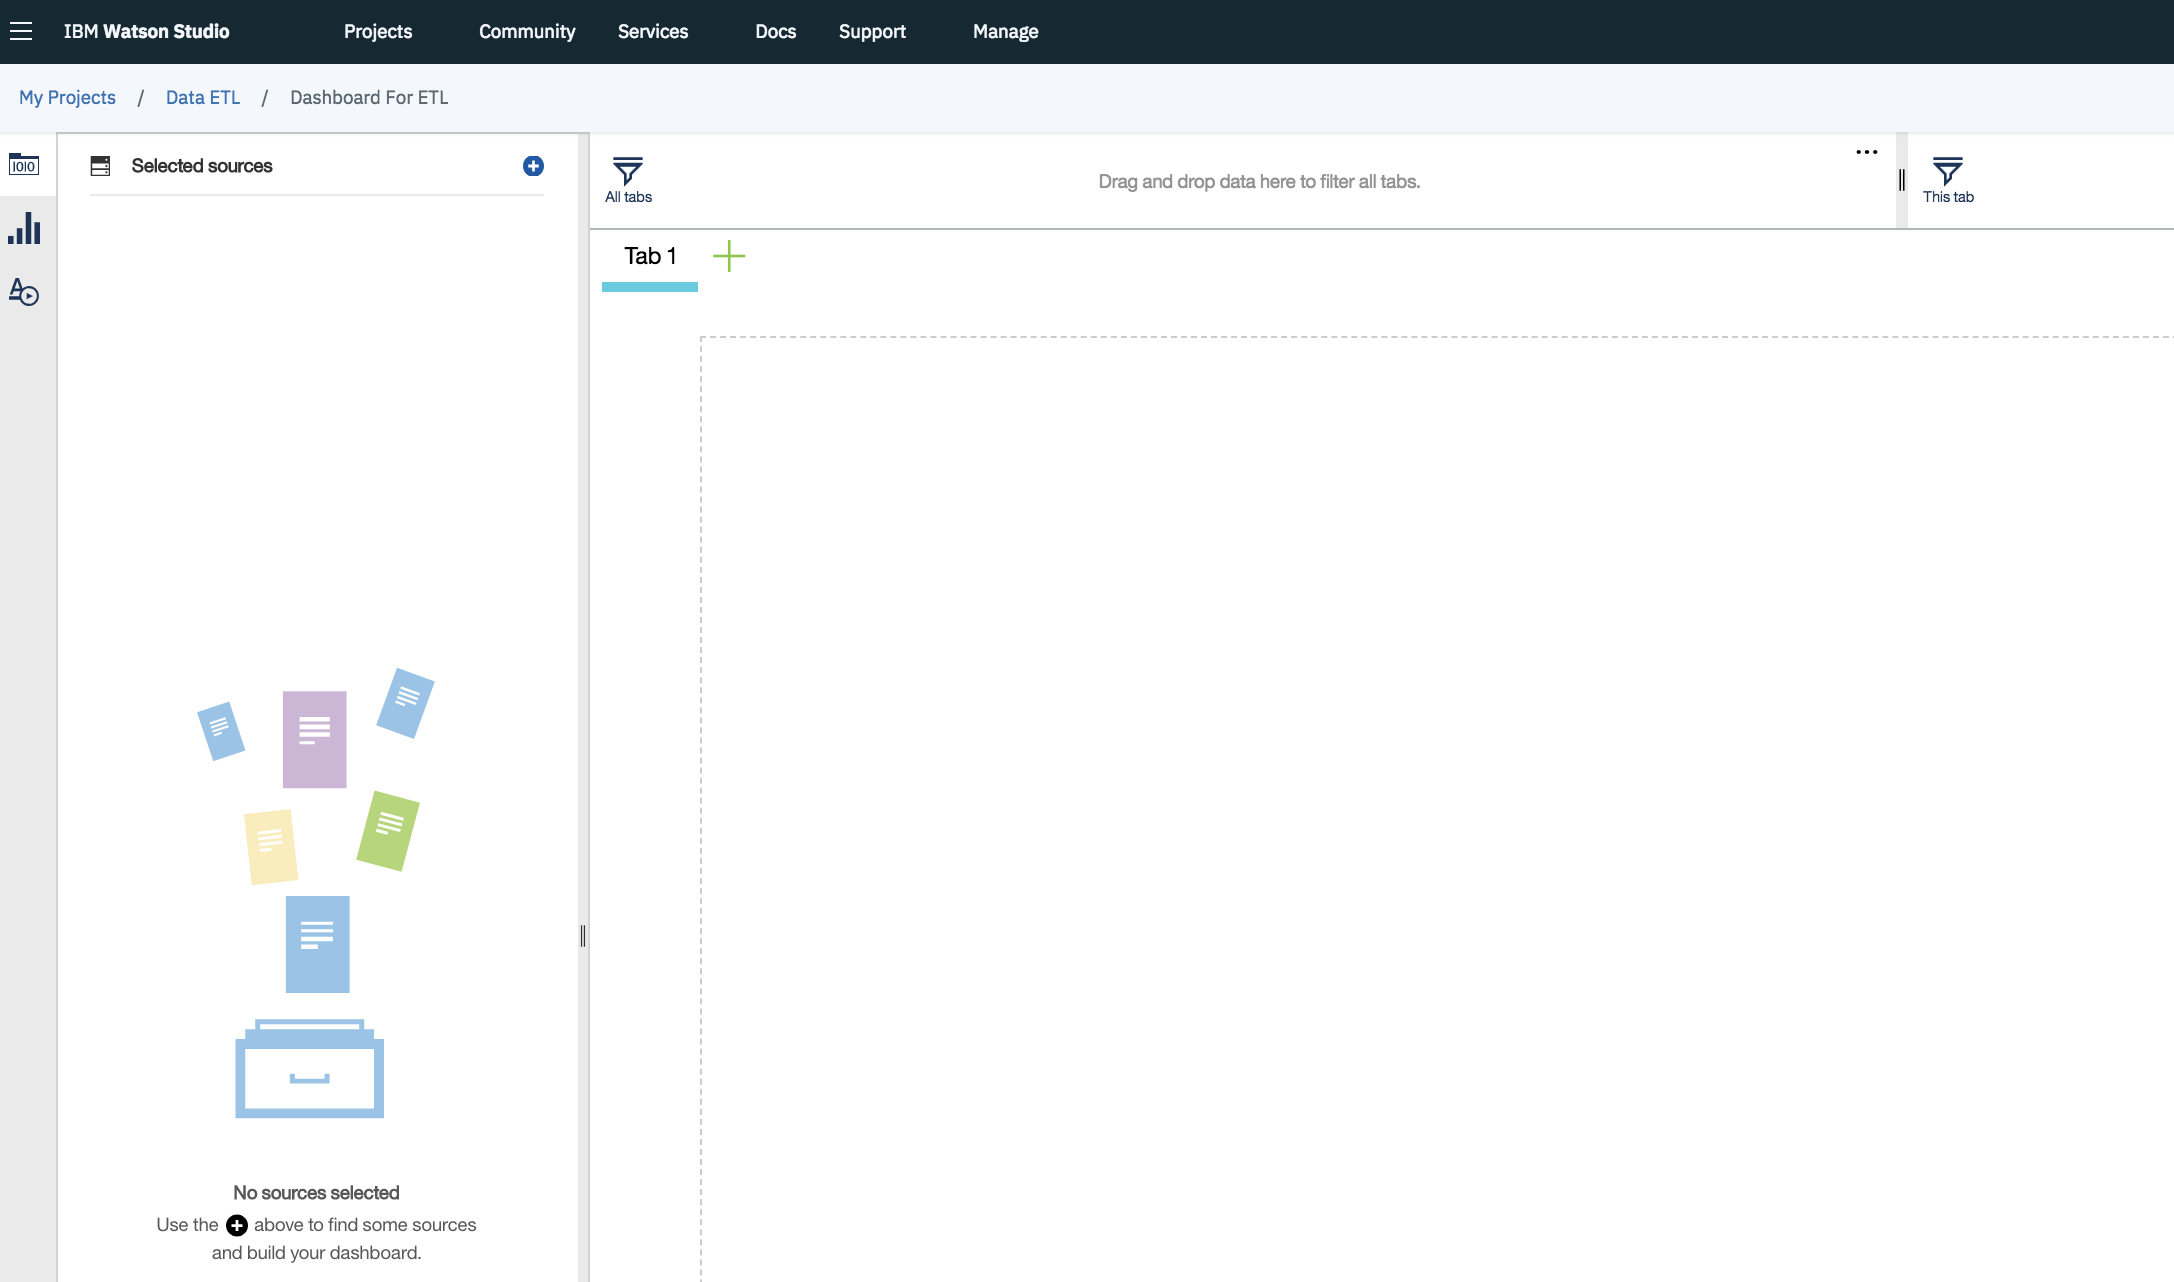 IBM Watson Studio Projects Community Services Docs Support Manage
My Projects / Data ETL / Dashboard For ETL
Selected sources
All tabs
Drag and drop data here to filter all tabs.
This tab
Tab 1
No sources selected
Use the + above to find some sources
and build your dashboard.